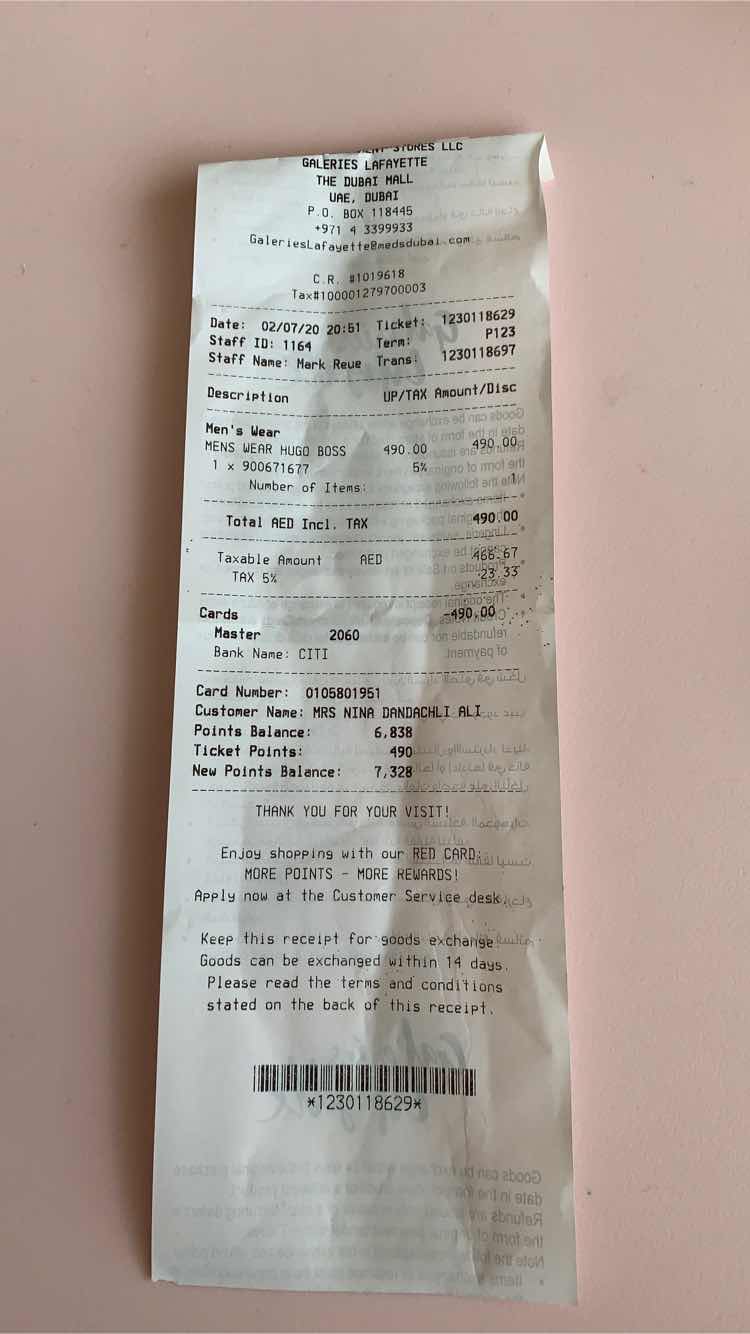 STORES LLC
GALERIES LAFAYETTE
THE DUBAI MALL
UAE, DUBAI
P.O. BOX 118445
+971 4 3399933
GaleriesLafayette@medsdubai.com
C.R. #1019618
Tax#100001279700003
Date: 02/07/20 20:51 Ticket: 1230118629
Staff ID: 1164 Term: P123
Staff Name: Mark Reue Trans: 1230118697
Description UP/TAX Amount/Disc
Men's Wear
MENS WEAR HUGO BOSS 490.00 490.00
1 x 900671677 5%
Number of Items: 1
Total AED Incl. TAX 490.00
Taxable Amount AED 466.67
TAX 5% 23.33
Cards -490.00
Master 2060
Bank Name: CITI
Card Number: 0105801951
Customer Name: MRS NINA DANDACHLI ALI
Points Balance: 6,838
Ticket Points: 490
New Points Balance: 7,328
THANK YOU FOR YOUR VISIT!
Enjoy shopping with our RED CARD:
MORE POINTS - MORE REWARDS!
Apply now at the Customer Service desk.
Keep this receipt for goods exchange.
Goods can be exchanged within 14 days.
Please read the terms and conditions
stated on the back of this receipt.
*1230118629*